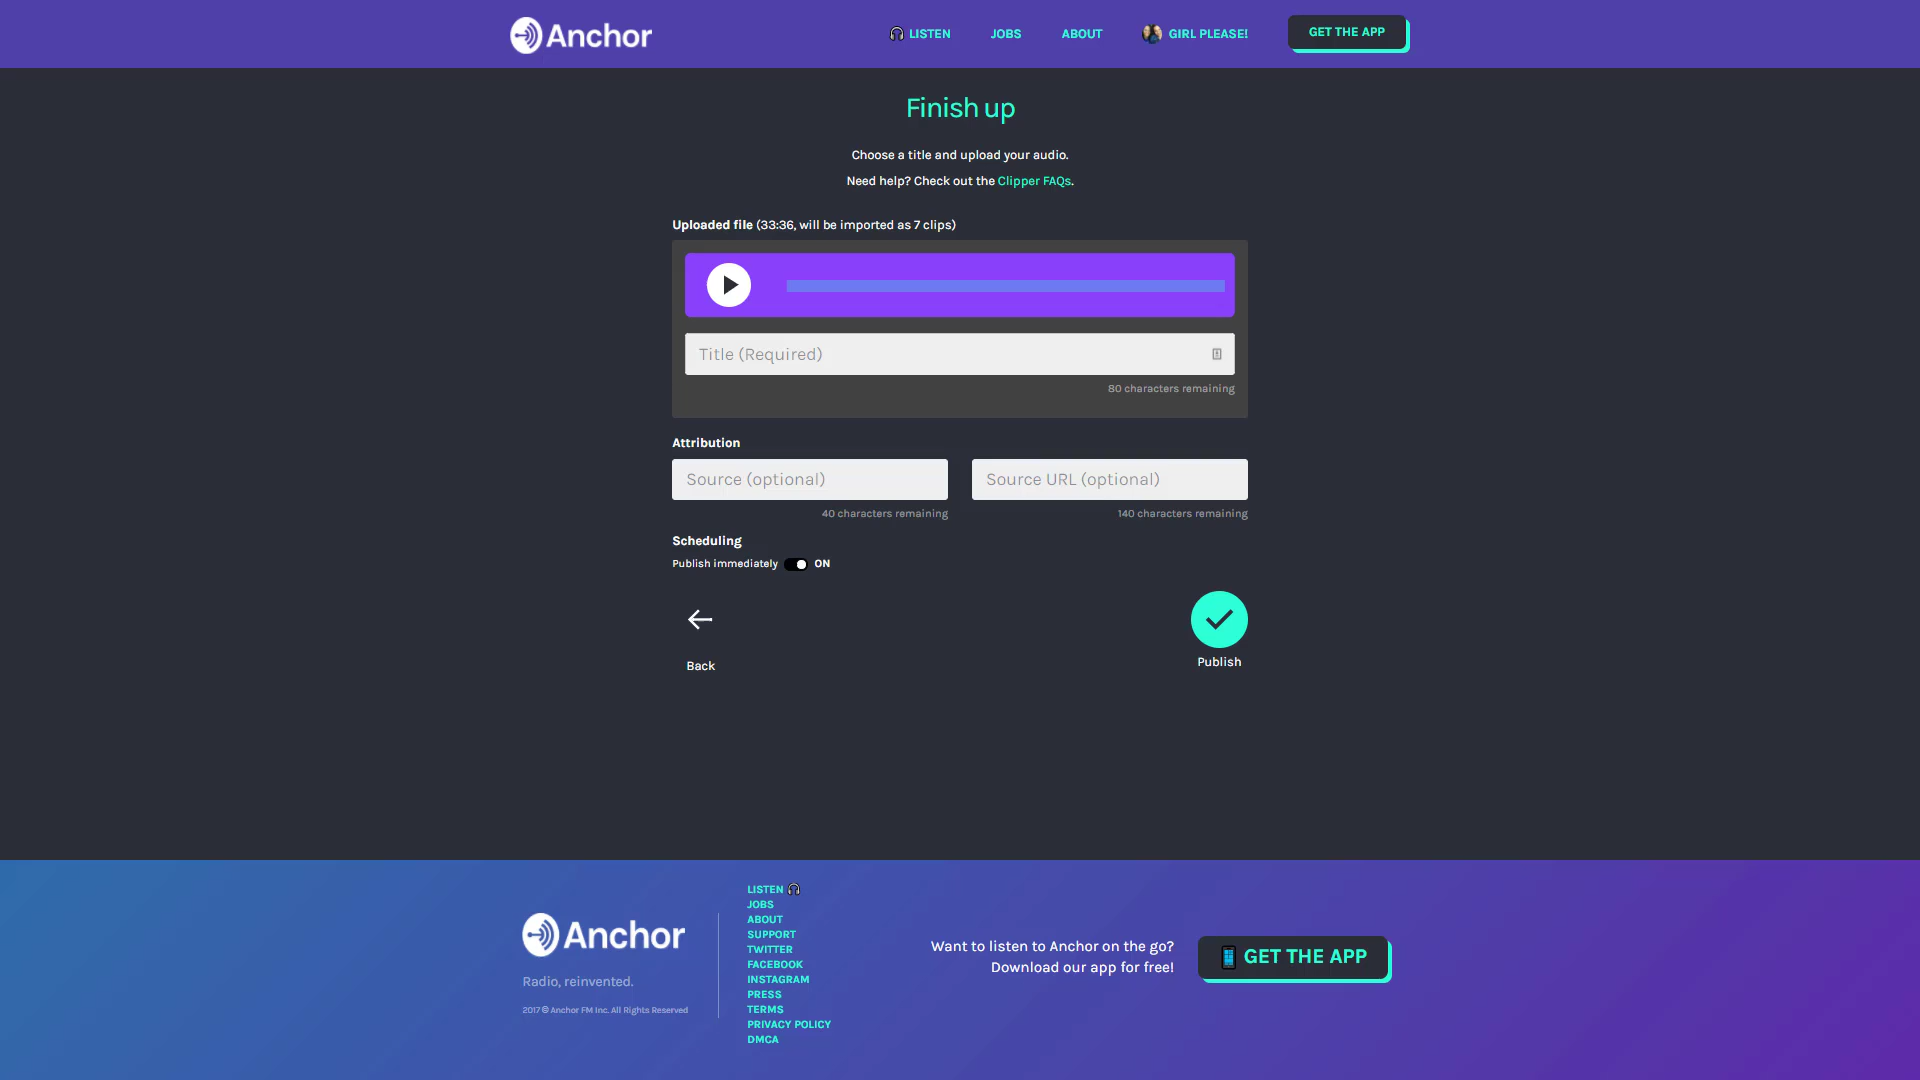 Anchor
LISTEN
JOBS
ABOUT
GIRL PLEASE!
GET THE APP
Finish up
Choose a title and upload your audio.
Need help? Check out the Clipper FAQs.
Uploaded file (33:36, will be imported as 7 clips)
Title (Required)
80 characters remaining
Attribution
Source (optional)
Source URL (optional)
40 characters remaining
140 characters remaining
Scheduling
Publish immediately ON
Back
Publish
Anchor
Radio, reinvented.
2017 © Anchor FM Inc. All Rights Reserved
LISTEN
JOBS
ABOUT
SUPPORT
TWITTER
FACEBOOK
INSTAGRAM
PRESS
TERMS
PRIVACY POLICY
DMCA
Want to listen to Anchor on the go?
Download our app for free!
GET THE APP